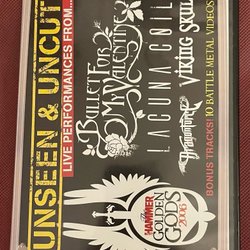 UNSEEN & UNCUT
LIVE PERFORMANCES FROM...
BULLET FOR
MY VALENTINE
LACUNA COIL
DRAGONFORCE
VIKING SKULL
BONUS TRACKS! 10 BATTLE METAL VIDEOS
METAL HAMMER
GOLDEN
GODS
2006